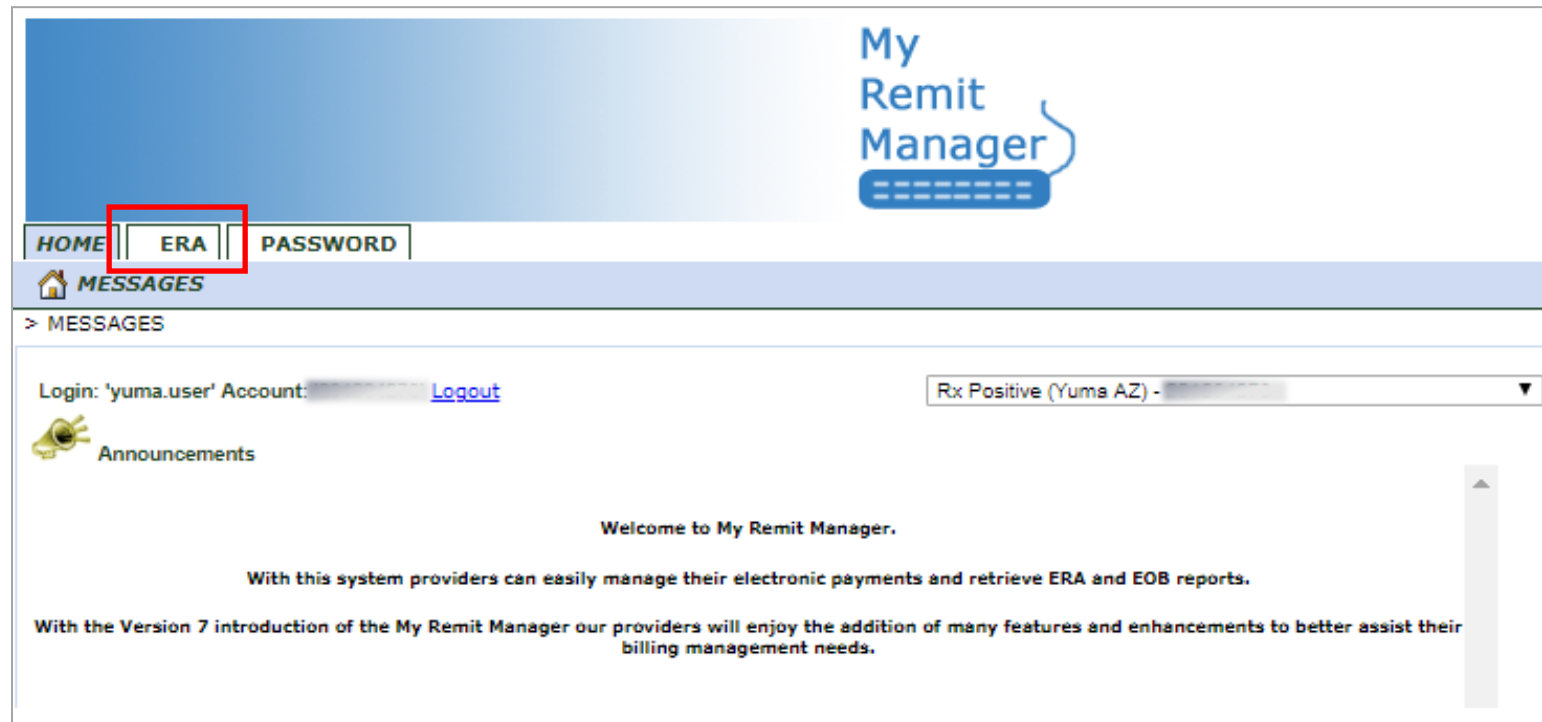 My
Remit
Manager
HOME ERA PASSWORD
MESSAGES
> MESSAGES
Login: 'yuma.user' Account: Logout
Rx Positive (Yuma AZ) -
Announcements
Welcome to My Remit Manager.
With this system providers can easily manage their electronic payments and retrieve ERA and EOB reports.
With the Version 7 introduction of the My Remit Manager our providers will enjoy the addition of many features and enhancements to better assist their
billing management needs.